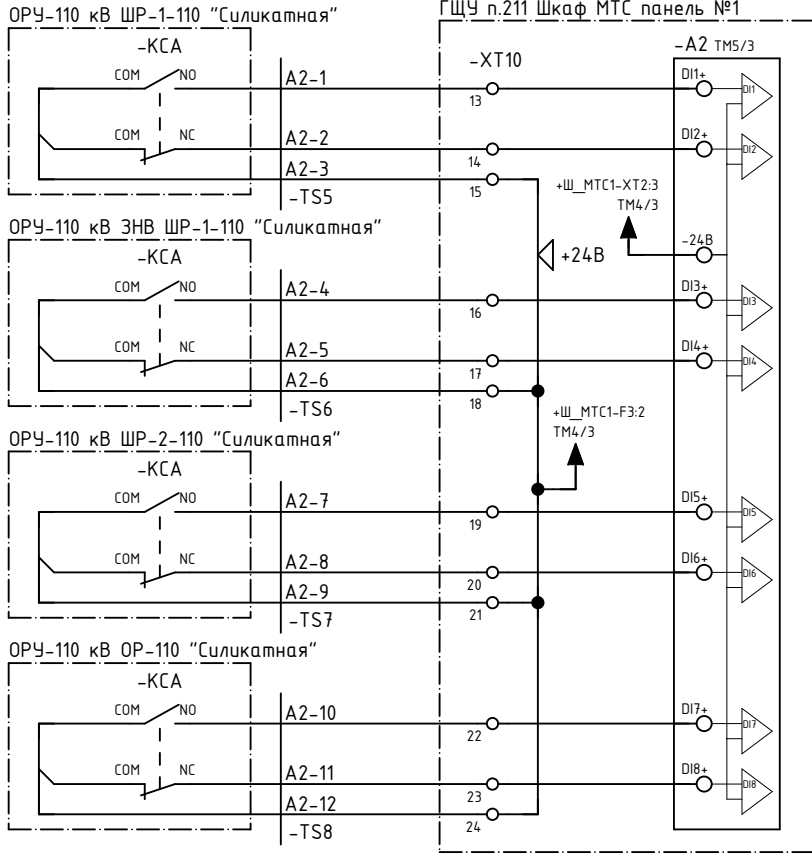 ОРУ-110 кВ ШР-1-110 "Силикатная"
ГЩУ п.211 Шкаф МТС панель №1
-КСА
COM NO
COM NC
A2-1
A2-2
A2-3
-TS5
-XT10
13
14
15
-A2 TM5/3
DI1+
DI1
DI2+
DI2
+Ш_МТС1-XT2:3
TM4/3
-24В
+24В
ОРУ-110 кВ ЗНВ ШР-1-110 "Силикатная"
-КСА
COM NO
COM NC
A2-4
A2-5
A2-6
-TS6
16
17
18
DI3+
DI3
DI4+
DI4
+Ш_МТС1-F3:2
TM4/3
ОРУ-110 кВ ШР-2-110 "Силикатная"
-КСА
COM NO
COM NC
A2-7
A2-8
A2-9
-TS7
19
20
21
DI5+
DI5
DI6+
DI6
ОРУ-110 кВ ОР-110 "Силикатная"
-КСА
COM NO
COM NC
A2-10
A2-11
A2-12
-TS8
22
23
24
DI7+
DI7
DI8+
DI8